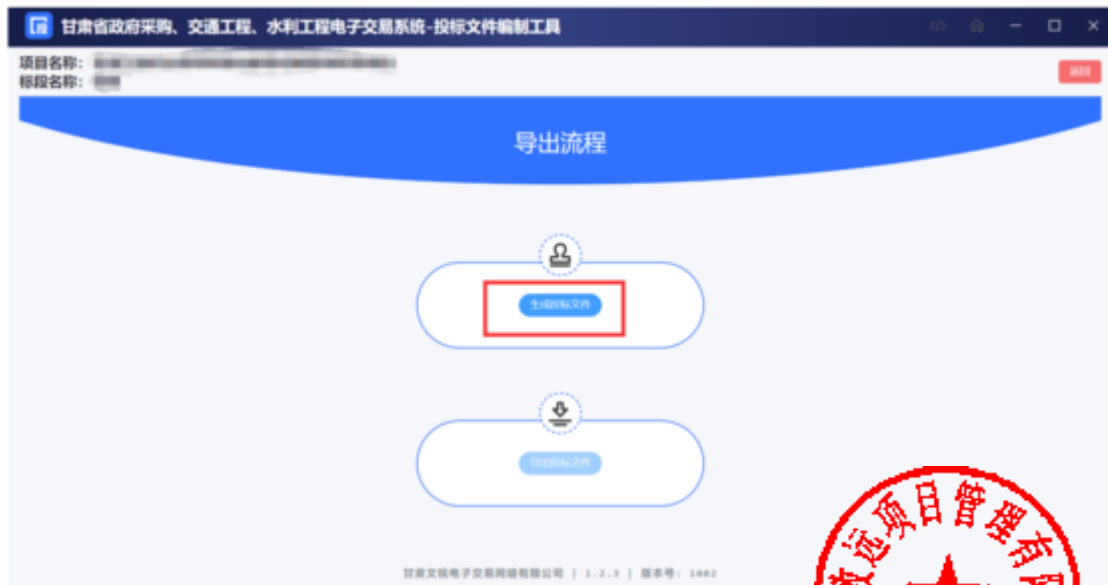 甘肃省政府采购、交通工程、水利工程电子交易系统-投标文件编制工具
项目名称：
标段名称：
返回
导出流程
生成投标文件
导出投标文件
甘肃文锐电子交易网络有限公司 | 1.2.3 | 版本号：1002
远项目管理有限